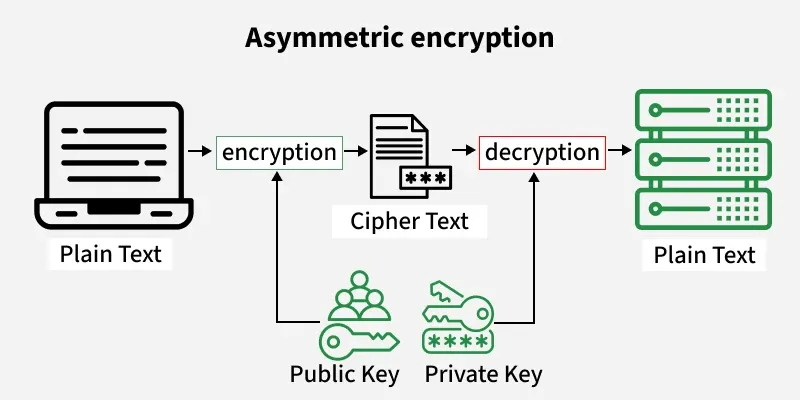 Asymmetric encryption
encryption
decryption
***
Cipher Text
Plain Text
Plain Text
****
Public Key
Private Key